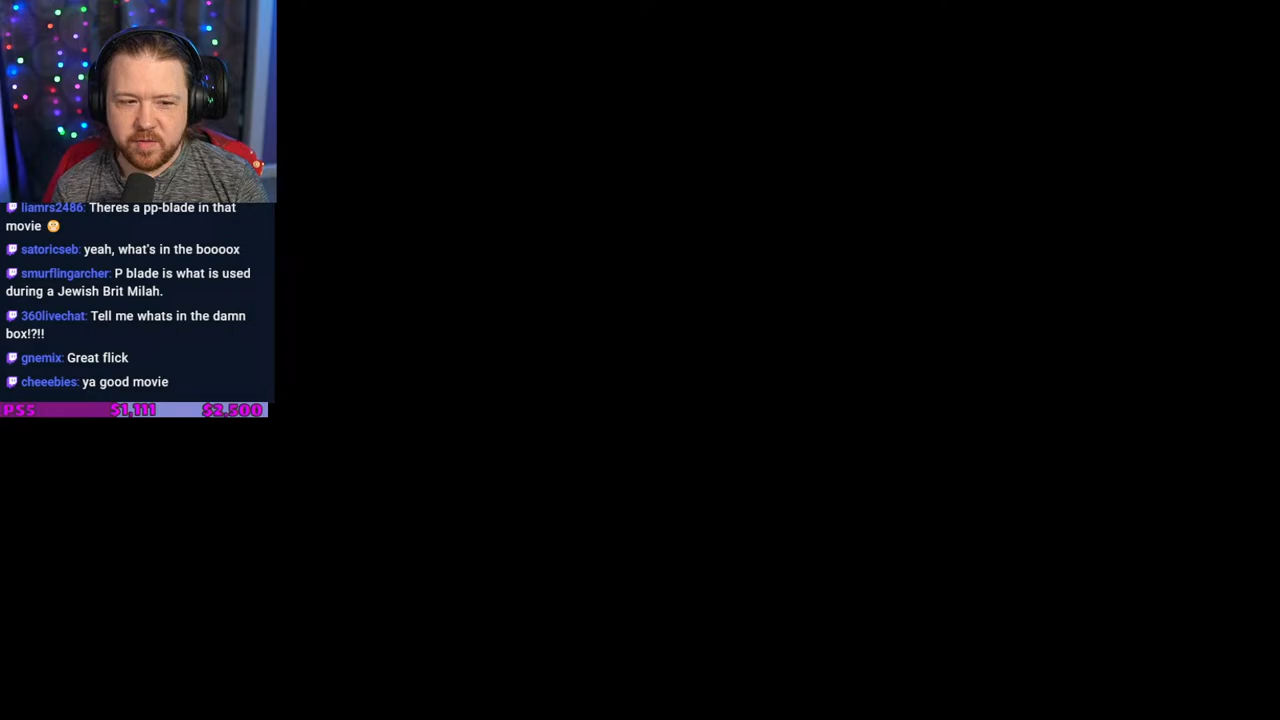 liamrs2486: Theres a pp-blade in that
movie
satoricseb: yeah, what's in the boooox
smurflingarcher: P blade is what is used
during a Jewish Brit Milah.
360livechat: Tell me whats in the damn
box!?!!
gnemix: Great flick
cheeebies: ya good movie
PS5 $1,111 $2,500